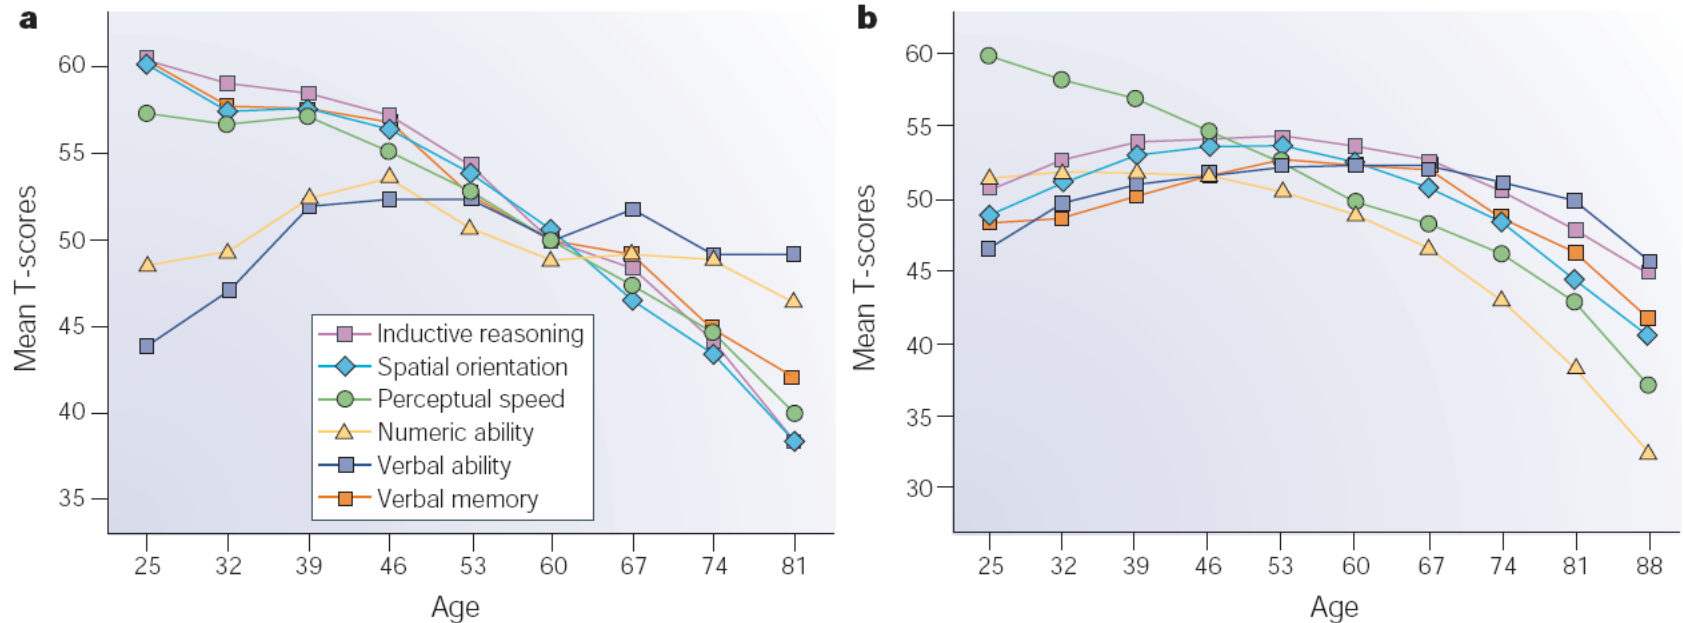 a
60
55
50
45
40
35
Mean T-scores
Inductive reasoning
Spatial orientation
Perceptual speed
Numeric ability
Verbal ability
Verbal memory
25 32 39 46 53 60 67 74 81
Age
b
60
55
50
45
40
35
30
Mean T-scores
25 32 39 46 53 60 67 74 81 88
Age